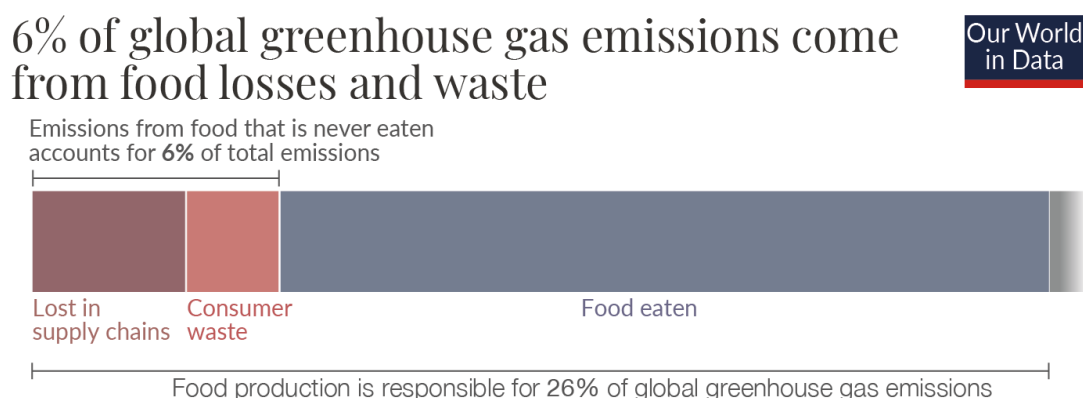 6% of global greenhouse gas emissions come
from food losses and waste
Our World
in Data
Emissions from food that is never eaten
accounts for 6% of total emissions
Lost in
supply chains
Consumer
waste
Food eaten
Food production is responsible for 26% of global greenhouse gas emissions